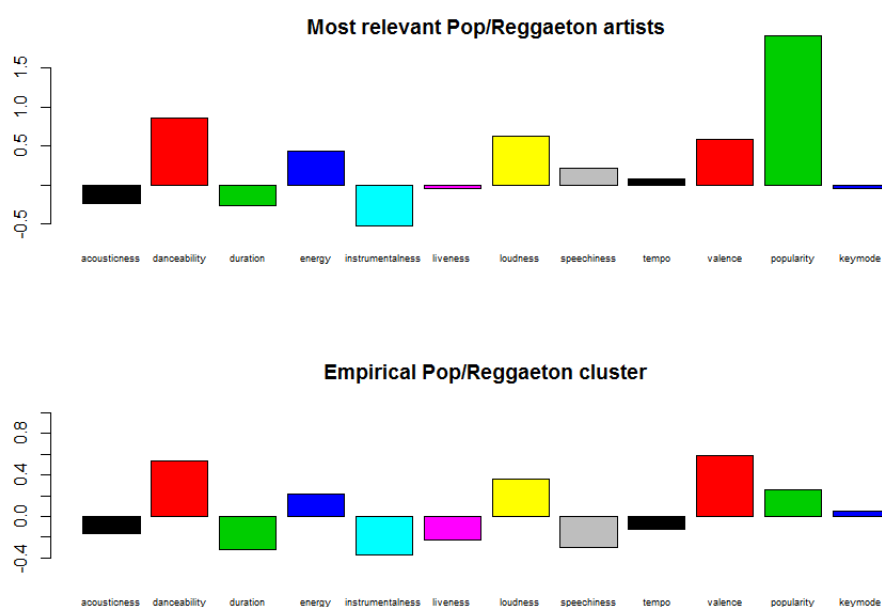 Most relevant Pop/Reggaeton artists
1.5
1.0
0.5
-0.5
acousticness danceability duration energy instrumentalness liveness loudness speechiness tempo valence popularity keymode
Empirical Pop/Reggaeton cluster
0.8
0.4
0.0
-0.4
acousticness danceability duration energy instrumentalness liveness loudness speechiness tempo valence popularity keymode